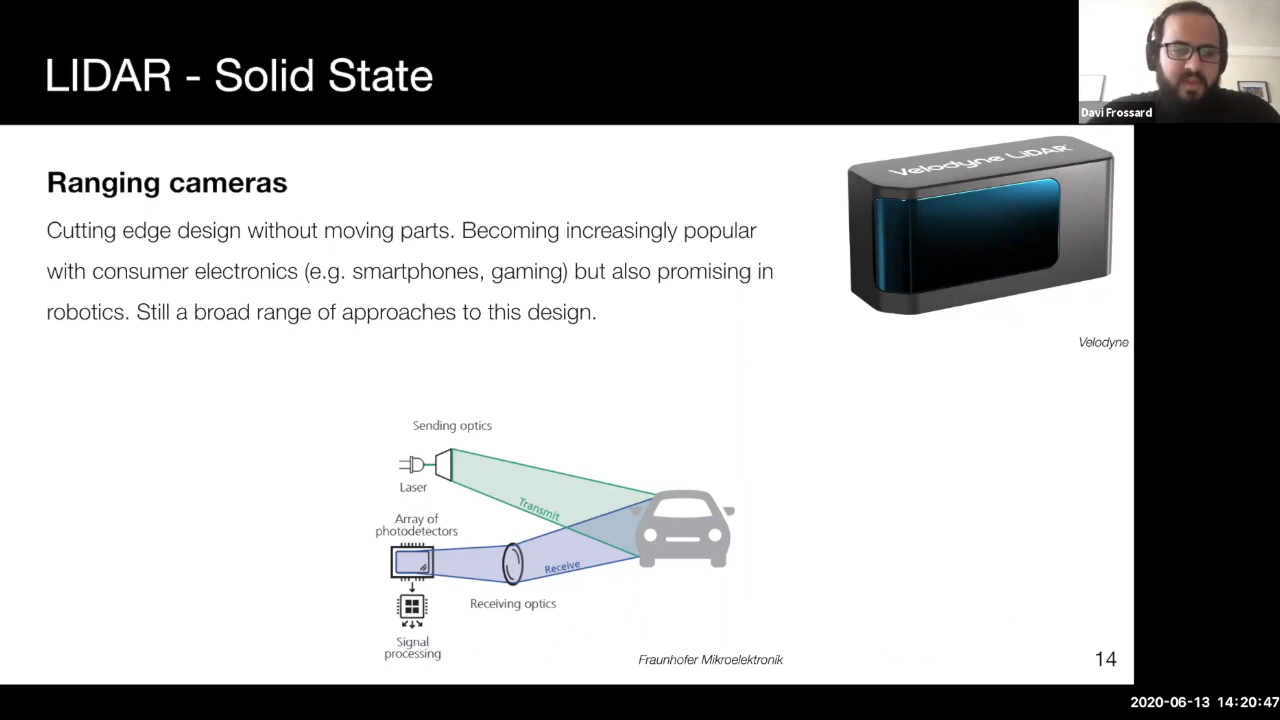 LIDAR - Solid State
Davi Frossard
Ranging cameras
Cutting edge design without moving parts. Becoming increasingly popular
with consumer electronics (e.g. smartphones, gaming) but also promising in
robotics. Still a broad range of approaches to this design.
Velodyne LiDAR
Velodyne
Sending optics
Laser
Transmit
Array of
photodetectors
Receive
Receiving optics
Signal
processing
Fraunhofer Mikroelektronik
14
2020-06-13 14:20:47